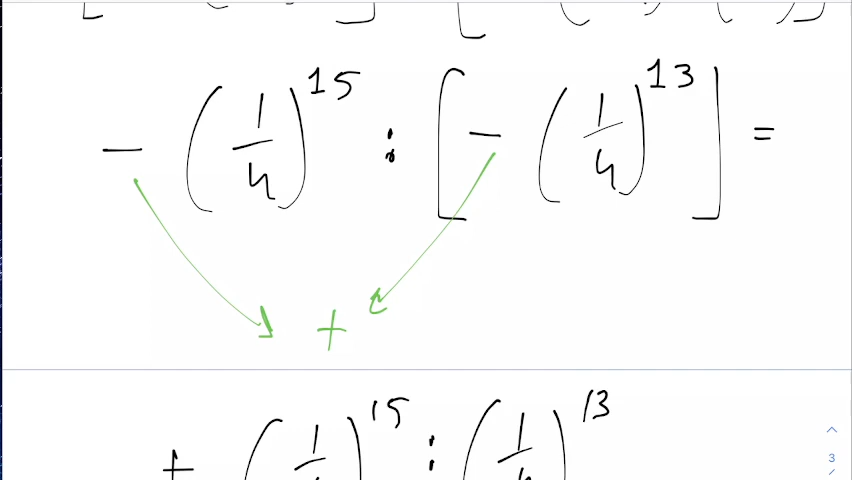 - (1/4)^15 : [- (1/4)^13] =
+
+ (1/4)^15 : (1/4)^13
3